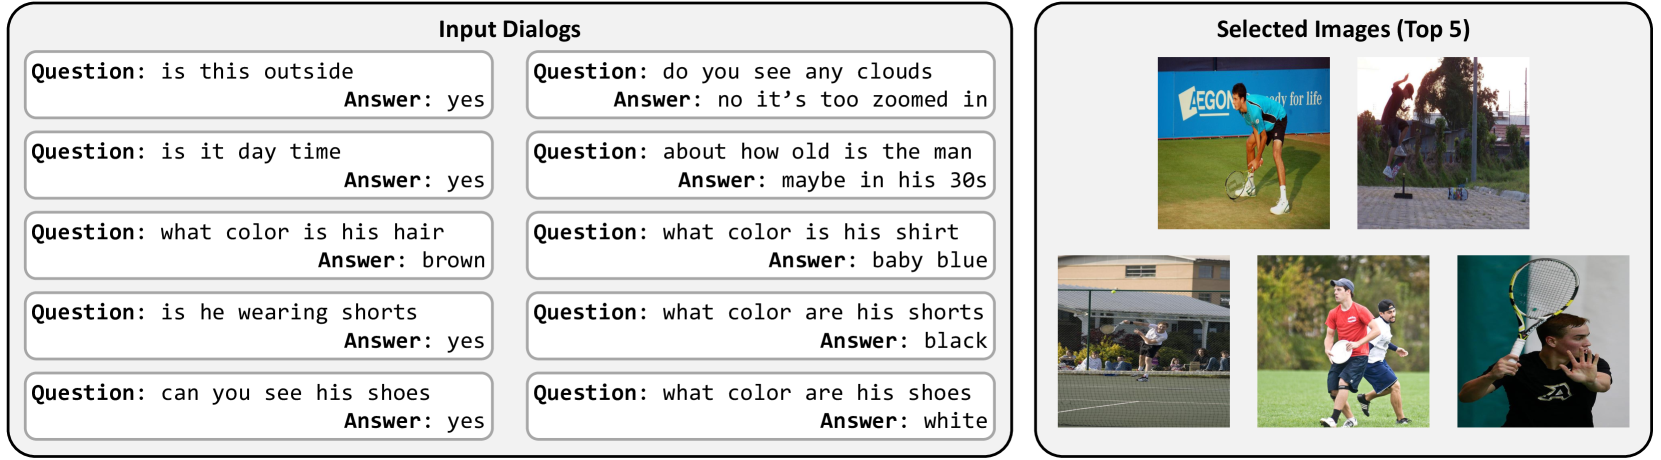 Input Dialogs
Question: is this outside
Answer: yes
Question: is it day time
Answer: yes
Question: what color is his hair
Answer: brown
Question: is he wearing shorts
Answer: yes
Question: can you see his shoes
Answer: yes
Question: do you see any clouds
Answer: no it's too zoomed in
Question: about how old is the man
Answer: maybe in his 30s
Question: what color is his shirt
Answer: baby blue
Question: what color are his shorts
Answer: black
Question: what color are his shoes
Answer: white
Selected Images (Top 5)
AEGON
for life